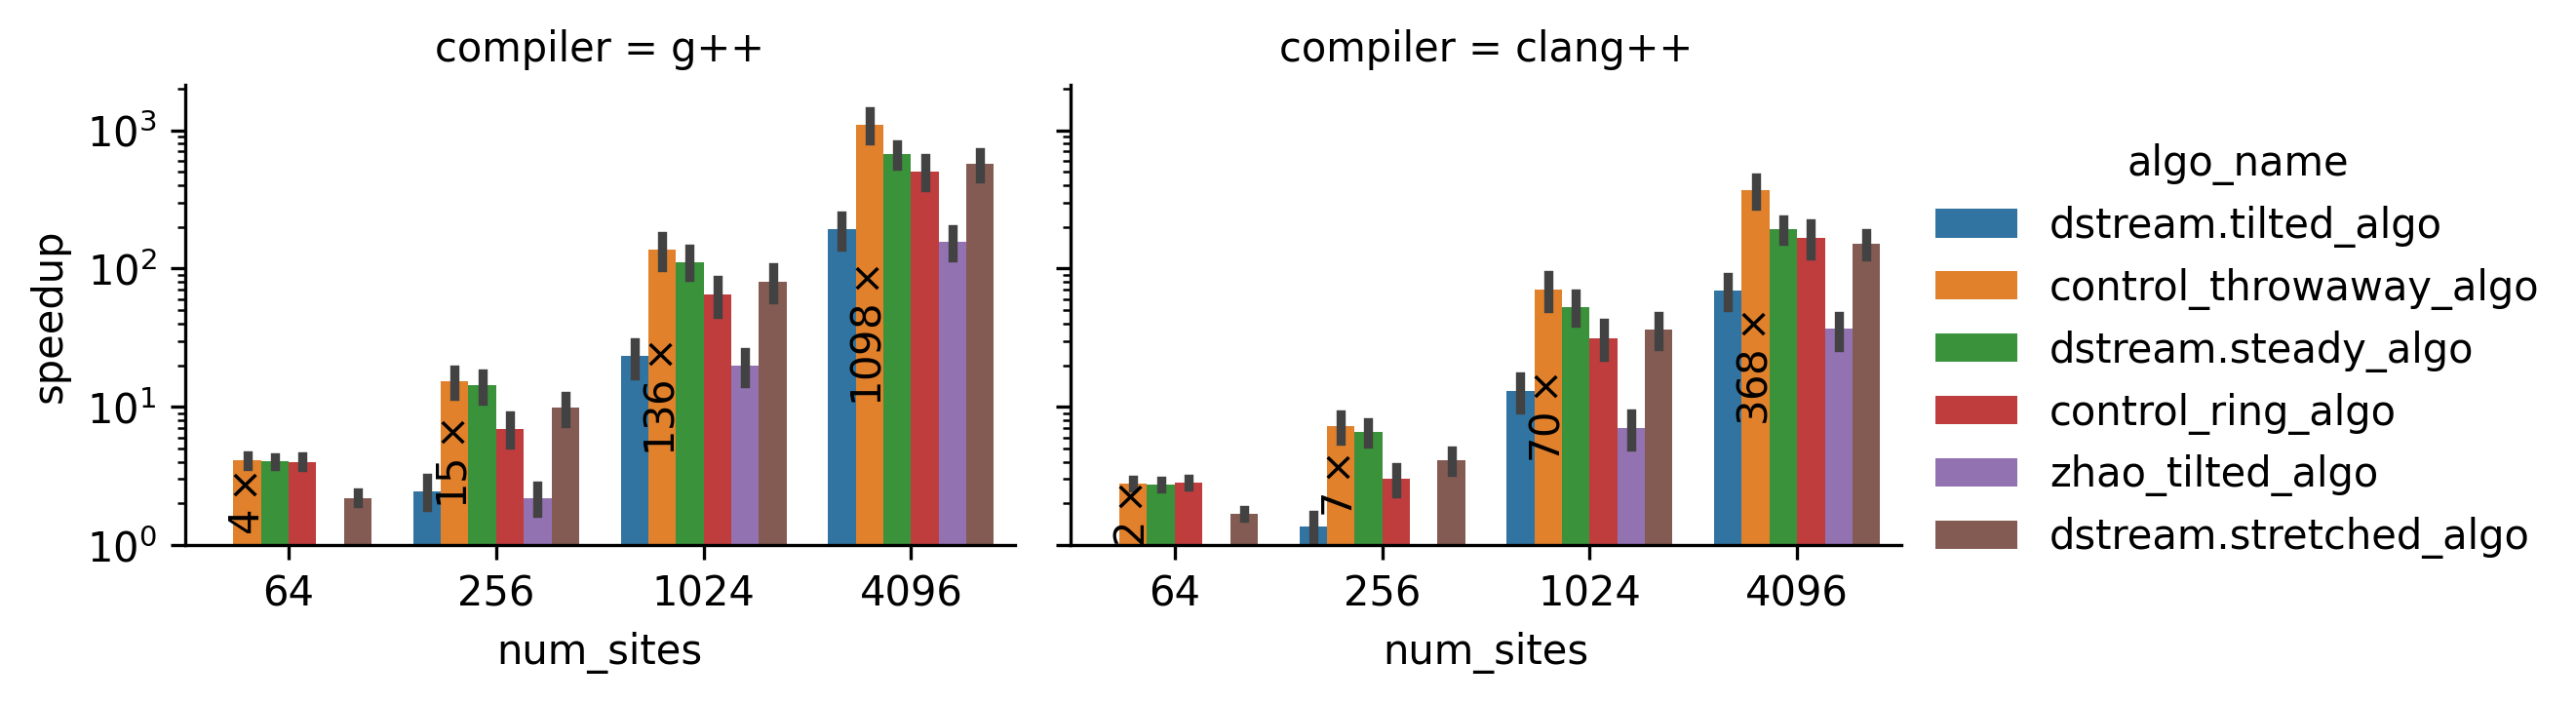 compiler = g++
compiler = clang++
speedup
10³
10²
10¹
10⁰
4×
15×
136×
1098×
2×
7×
70×
368×
64
256
1024
4096
64
256
1024
4096
num_sites
num_sites
algo_name
dstream.tilted_algo
control_throwaway_algo
dstream.steady_algo
control_ring_algo
zhao_tilted_algo
dstream.stretched_algo